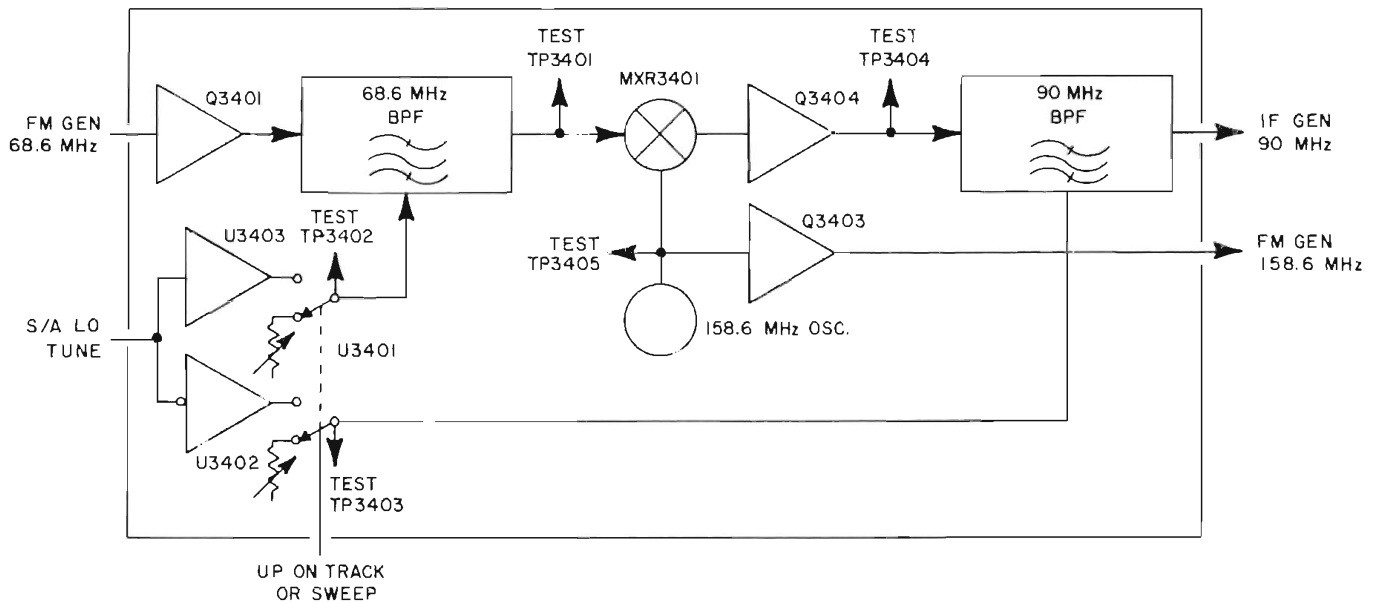 TEST
TP3401
TEST
TP3404
MXR3401
Q3401
68.6 MHz
BPF
Q3404
90 MHz
BPF
FM GEN
68.6 MHz
IF GEN
90 MHz
TEST
TP3402
U3403
Q3403
TEST
TP3405
FM GEN
158.6 MHz
S/A LO
TUNE
U3401
158.6 MHz OSC.
U3402
TEST
TP3403
UP ON TRACK
OR SWEEP